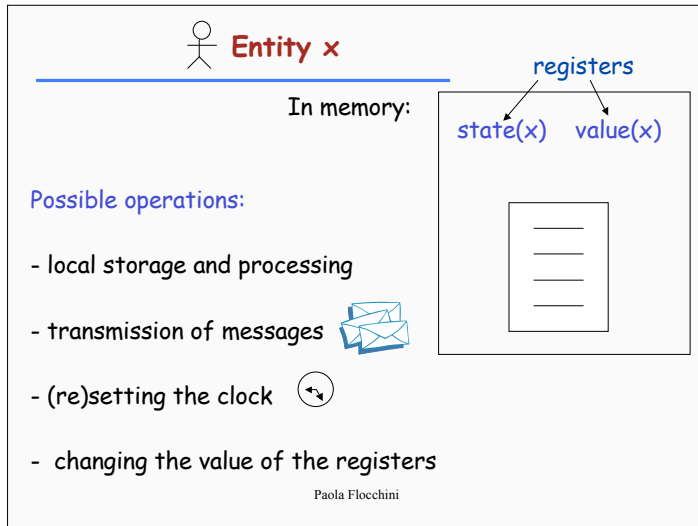 Entity x
registers
In memory:
state(x) value(x)
Possible operations:
- local storage and processing
- transmission of messages
- (re)setting the clock
- changing the value of the registers
Paola Flocchini